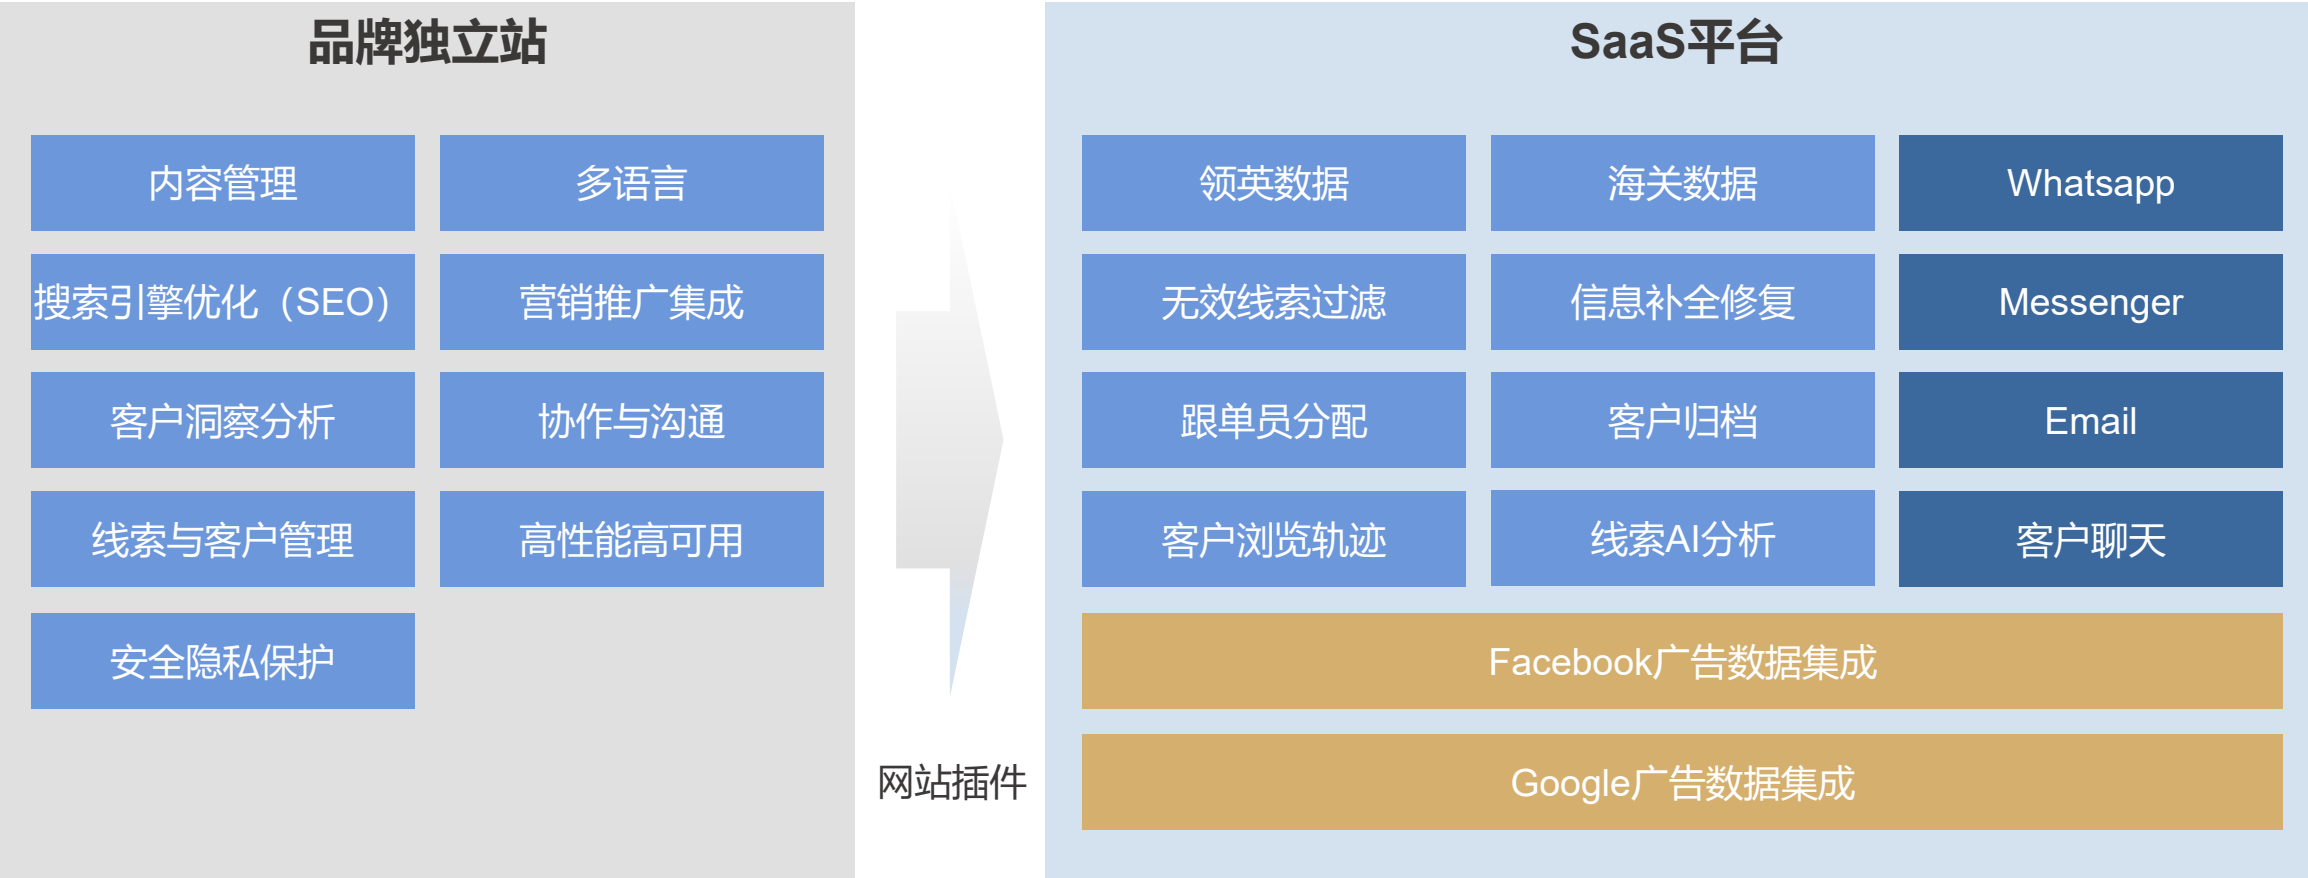 品牌独立站
内容管理
多语言
搜索引擎优化（SEO）
营销推广集成
客户洞察分析
协作与沟通
线索与客户管理
高性能高可用
安全隐私保护
网站插件
SaaS平台
领英数据
海关数据
Whatsapp
无效线索过滤
信息补全修复
Messenger
跟单员分配
客户归档
Email
客户浏览轨迹
线索AI分析
客户聊天
Facebook广告数据集成
Google广告数据集成